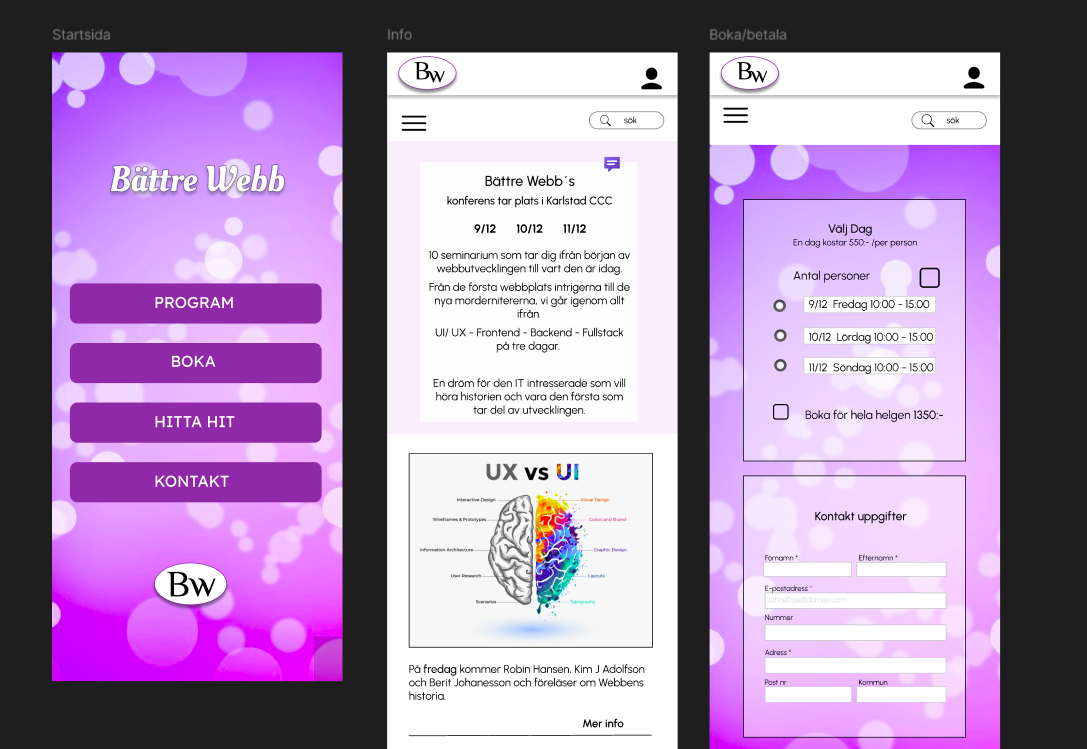 Startsida
Bättre Webb
PROGRAM
BOKA
HITTA HIT
KONTAKT
Bw
Info
Bw
sök
Bättre Webb´s
konferens tar plats i Karlstad CCC
9/12 10/12 11/12
10 seminarium som tar dig ifrån början av
webbutvecklingen till vart den är idag.
Från de första webbplats intrigerna till de
nya mordernitererna, vi går igenom allt
ifrån
UI/ UX - Frontend - Backend - Fullstack
på tre dagar.
En dröm för den IT intresserade som vill
höra historien och vara den första som
tar del av utvecklingen.
UX vs UI
Interactive Design
Wireframes & Prototypes
Information Architecture
User Research
Scenarios
Visual Design
Colors and Brand
Graphic Design
Layouts
Typography
På fredag kommer Robin Hansen, Kim J Adolfson
och Berit Johanesson och föreläser om Webbens
historia.
Mer info
Boka/betala
Bw
sök
Välj Dag
En dag kostar 550:- /per person
Antal personer
9/12 Fredag 10:00 - 15:00
10/12 Lördag 10:00 - 15:00
11/12 Söndag 10:00 - 15:00
Boka för hela helgen 1350:-
Kontakt uppgifter
Förnamn * Efternamn *
E-postadress *
JohneDoe@domain.com
Nummer
Adress *
Post nr Kommun